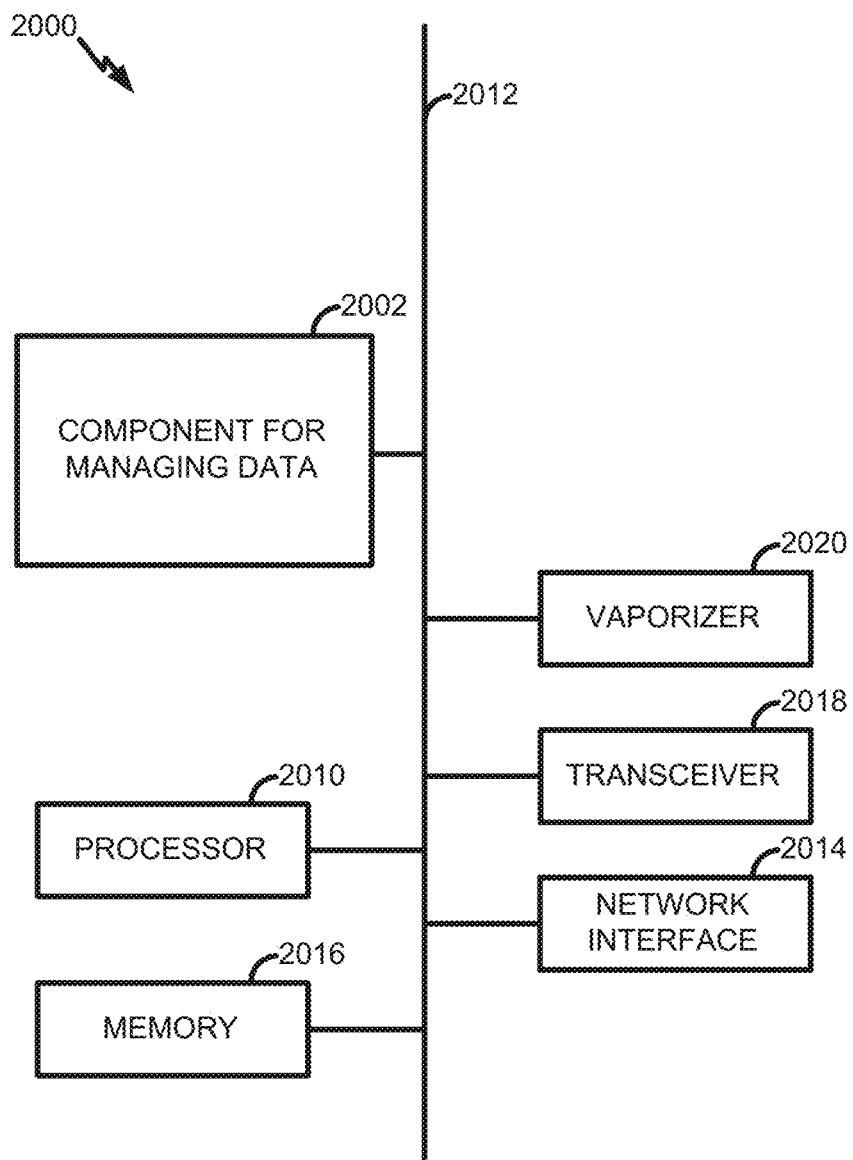 2000
2012
2002
COMPONENT FOR
MANAGING DATA
2020
VAPORIZER
2018
TRANSCEIVER
2010
PROCESSOR
2014
NETWORK
INTERFACE
2016
MEMORY